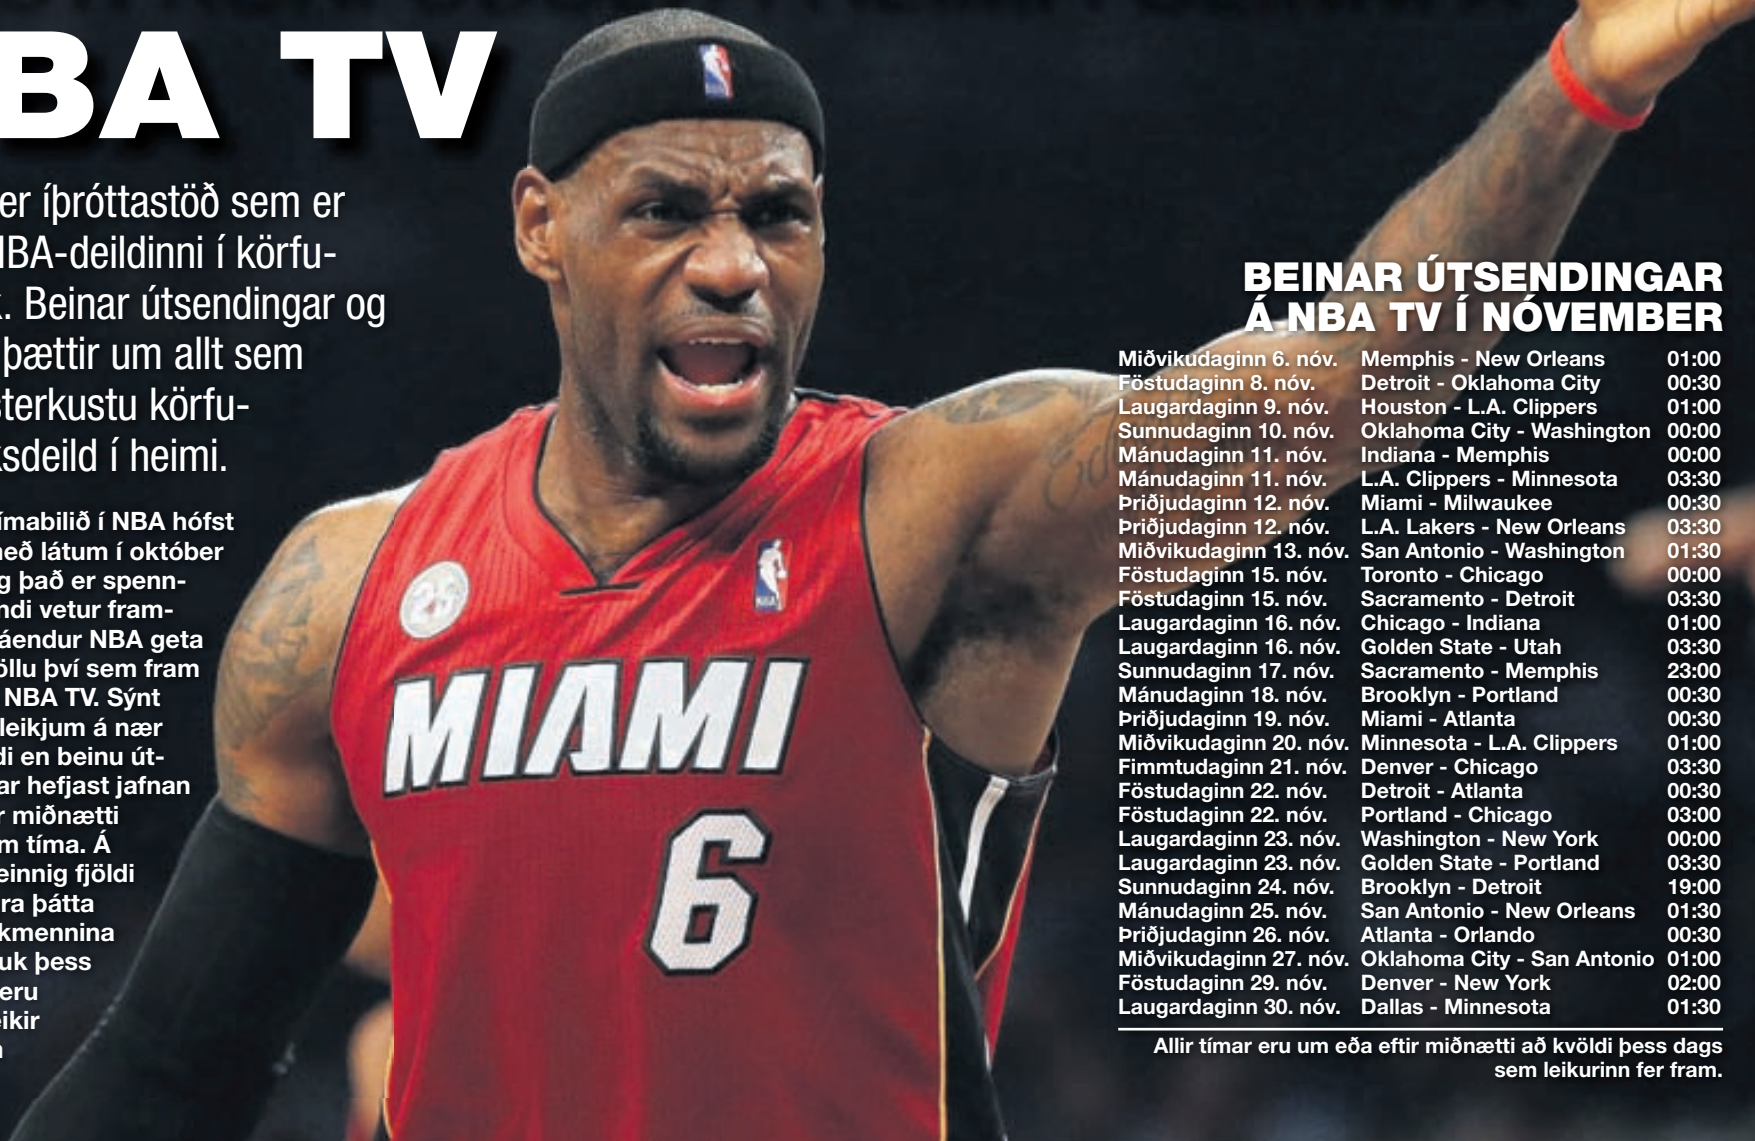 BA TV
er íþróttastöð sem er
NBA-deildinni í körfu-
k. Beinar útsendingar og
þættir um allt sem
sterkustu körfu-
ksdeild í heimi.
ímabilið í NBA hófst
með látum í október
g það er spenn-
ndi vetur fram-
áendur NBA geta
öllu því sem fram
NBA TV. Sýnt
leikjum á nær
di en beinu út-
ar hefjast jafnan
r miðnætti
m tíma. Á
einnig fjöldi
ra þátta
kmennina
uk þess
eru
eikir
MIAMI
6
NBA
BEINAR ÚTSENDINGAR
Á NBA TV Í NÓVEMBER
Miðvikudaginn 6. nóv. Memphis - New Orleans 01:00
Föstudaginn 8. nóv. Detroit - Oklahoma City 00:30
Laugardaginn 9. nóv. Houston - L.A. Clippers 01:00
Sunnudaginn 10. nóv. Oklahoma City - Washington 00:00
Mánudaginn 11. nóv. Indiana - Memphis 00:00
Mánudaginn 11. nóv. L.A. Clippers - Minnesota 03:30
Þriðjudaginn 12. nóv. Miami - Milwaukee 00:30
Þriðjudaginn 12. nóv. L.A. Lakers - New Orleans 03:30
Miðvikudaginn 13. nóv. San Antonio - Washington 01:30
Föstudaginn 15. nóv. Toronto - Chicago 00:00
Föstudaginn 15. nóv. Sacramento - Detroit 03:30
Laugardaginn 16. nóv. Chicago - Indiana 01:00
Laugardaginn 16. nóv. Golden State - Utah 03:30
Sunnudaginn 17. nóv. Sacramento - Memphis 23:00
Mánudaginn 18. nóv. Brooklyn - Portland 00:30
Þriðjudaginn 19. nóv. Miami - Atlanta 00:30
Miðvikudaginn 20. nóv. Minnesota - L.A. Clippers 01:00
Fimmtudaginn 21. nóv. Denver - Chicago 03:30
Föstudaginn 22. nóv. Detroit - Atlanta 00:30
Föstudaginn 22. nóv. Portland - Chicago 03:00
Laugardaginn 23. nóv. Washington - New York 00:00
Laugardaginn 23. nóv. Golden State - Portland 03:30
Sunnudaginn 24. nóv. Brooklyn - Detroit 19:00
Mánudaginn 25. nóv. San Antonio - New Orleans 01:30
Þriðjudaginn 26. nóv. Atlanta - Orlando 00:30
Miðvikudaginn 27. nóv. Oklahoma City - San Antonio 01:00
Föstudaginn 29. nóv. Denver - New York 02:00
Laugardaginn 30. nóv. Dallas - Minnesota 01:30
Allir tímar eru um eða eftir miðnætti að kvöldi þess dags
sem leikurinn fer fram.